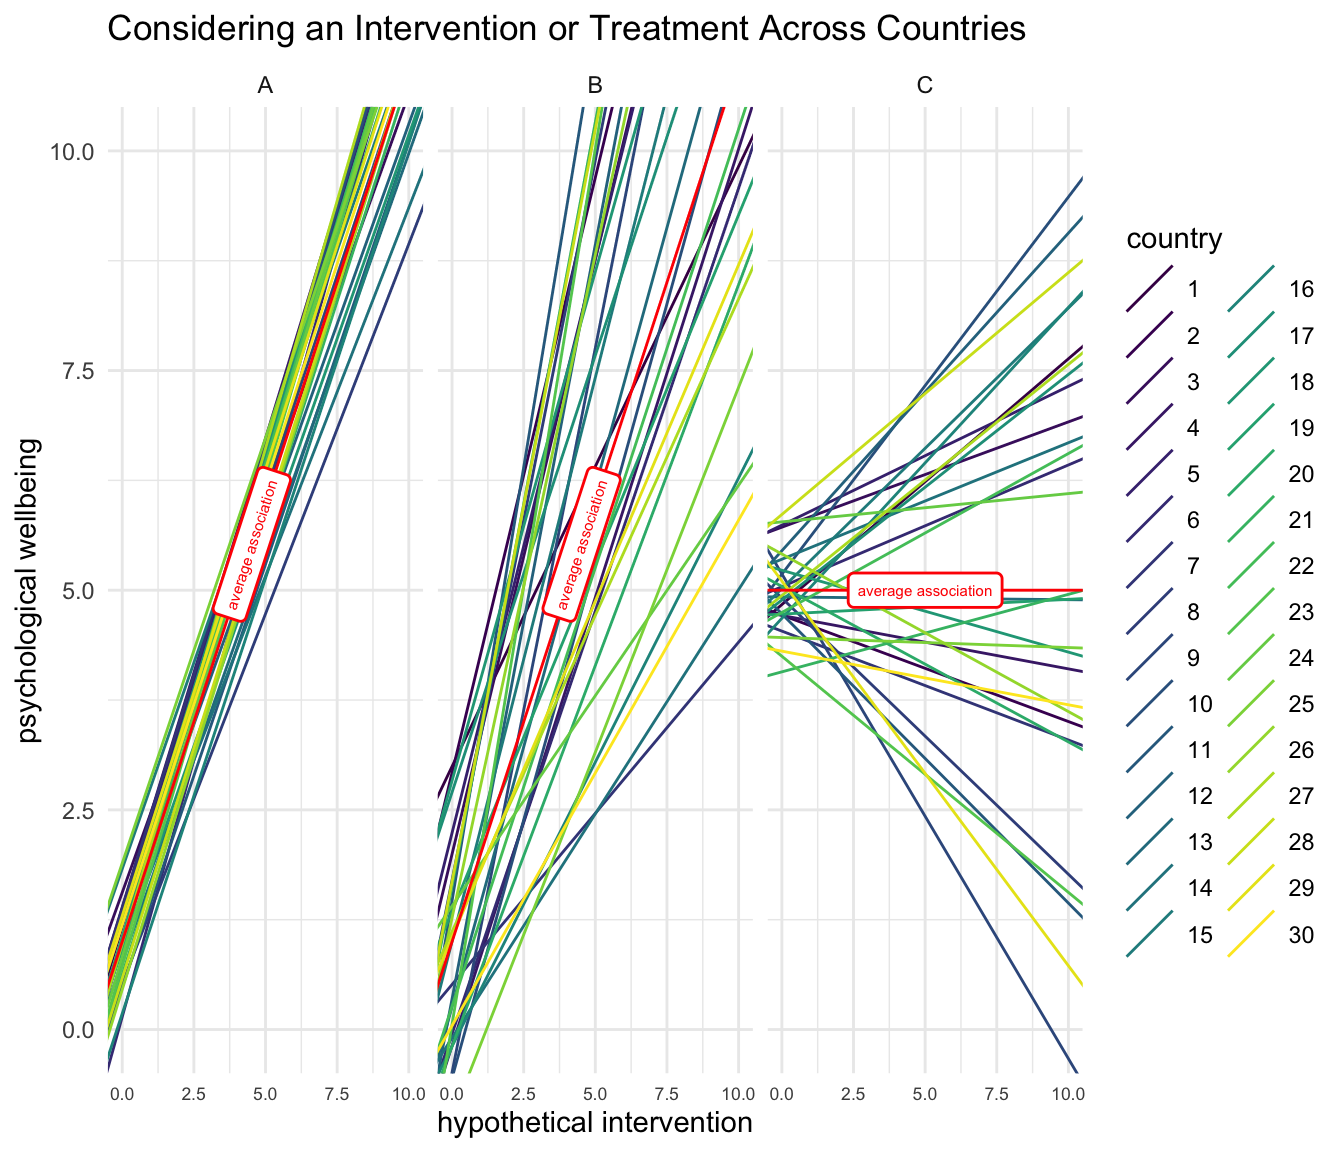 Considering an Intervention or Treatment Across Countries
A
B
C
10.0
7.5
5.0
2.5
0.0
psychological wellbeing
average association
average association
average association
0.0 2.5 5.0 7.5 10.0
0.0 2.5 5.0 7.5 10.0
0.0 2.5 5.0 7.5 10.0
hypothetical intervention
country
1
2
3
4
5
6
7
8
9
10
11
12
13
14
15
16
17
18
19
20
21
22
23
24
25
26
27
28
29
30